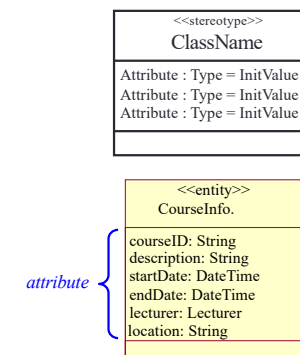 <<stereotype>>
ClassName
Attribute : Type = InitValue
Attribute : Type = InitValue
Attribute : Type = InitValue
<<entity>>
CourseInfo.
attribute
courseID: String
description: String
startDate: DateTime
endDate: DateTime
lecturer: Lecturer
location: String